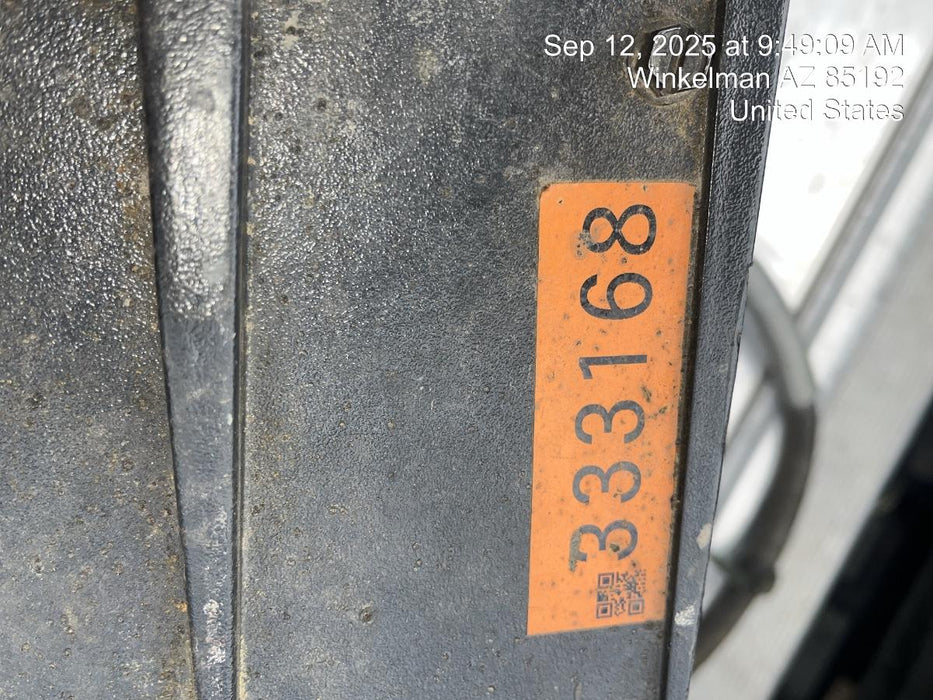 Sep 12, 2025 at 9:49:09 AM
Winkelman AZ 85192
United States
333168